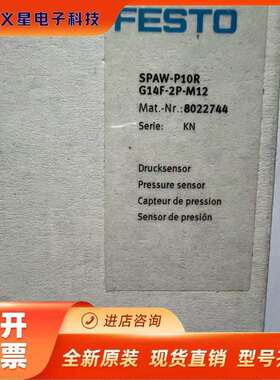 X星电子科技
FESTO
SPAW-P10R
G14F-2P-M12
Mat.-Nr.:8022744
Serie: KN
Drucksensor
Pressure sensor
Capteur de pression
Sensor de presión
进店咨询
开票
全新原装 现货直销 型号全